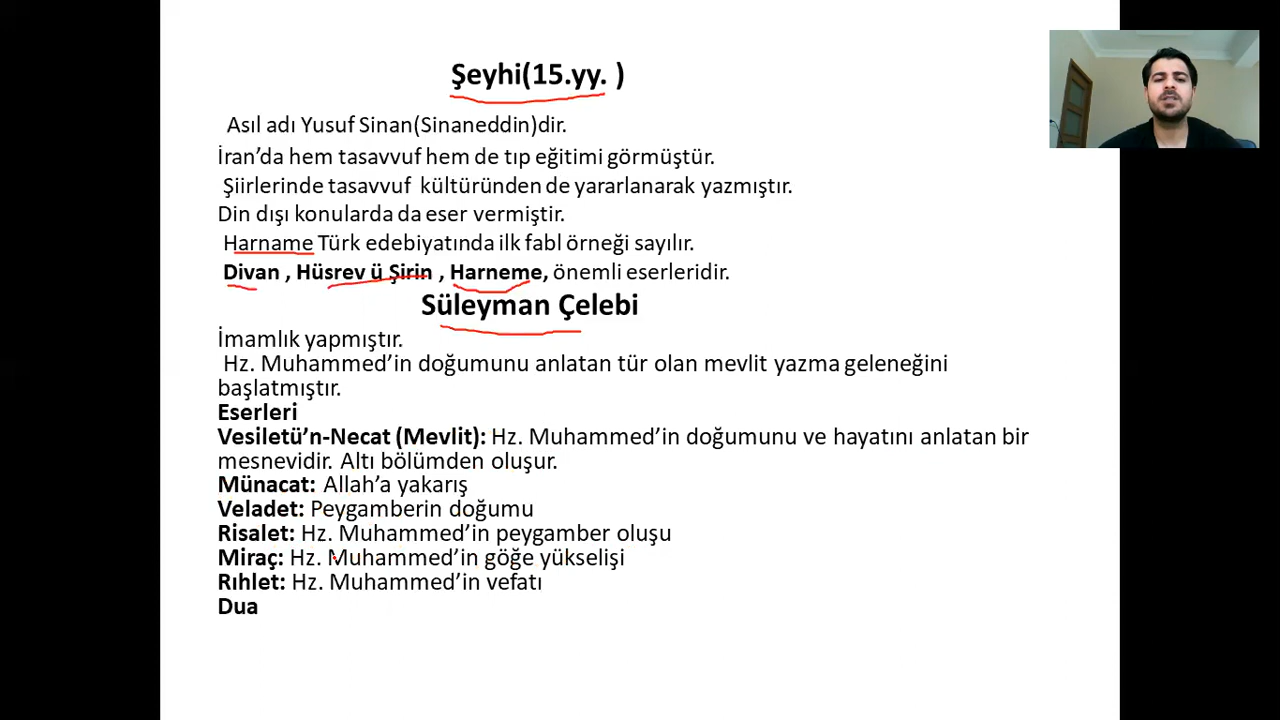 Şeyhi(15.yy. )
Asıl adı Yusuf Sinan(Sinaneddin)dir.
İran’da hem tasavvuf hem de tıp eğitimi görmüştür.
Şiirlerinde tasavvuf kültüründen de yararlanarak yazmıştır.
Din dışı konularda da eser vermiştir.
Harname Türk edebiyatında ilk fabl örneği sayılır.
Divan , Hüsrev ü Şirin , Harneme, önemli eserleridir.
Süleyman Çelebi
İmamlık yapmıştır.
Hz. Muhammed’in doğumunu anlatan tür olan mevlit yazma geleneğini
başlatmıştır.
Eserleri
Vesiletü’n-Necat (Mevlit): Hz. Muhammed’in doğumunu ve hayatını anlatan bir
mesnevidir. Altı bölümden oluşur.
Münacat: Allah’a yakarış
Veladet: Peygamberin doğumu
Risalet: Hz. Muhammed’in peygamber oluşu
Miraç: Hz. Muhammed’in göğe yükselişi
Rıhlet: Hz. Muhammed’in vefatı
Dua